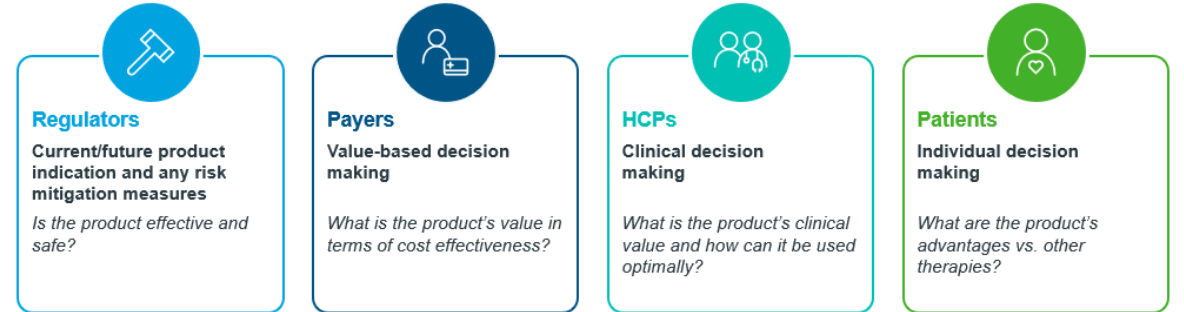 Regulators
Current/future product
indication and any risk
mitigation measures
Is the product effective and
safe?
Payers
Value-based decision
making
What is the product's value in
terms of cost effectiveness?
HCPs
Clinical decision
making
What is the product's clinical
value and how can it be used
optimally?
Patients
Individual decision
making
What are the product's
advantages vs. other
therapies?